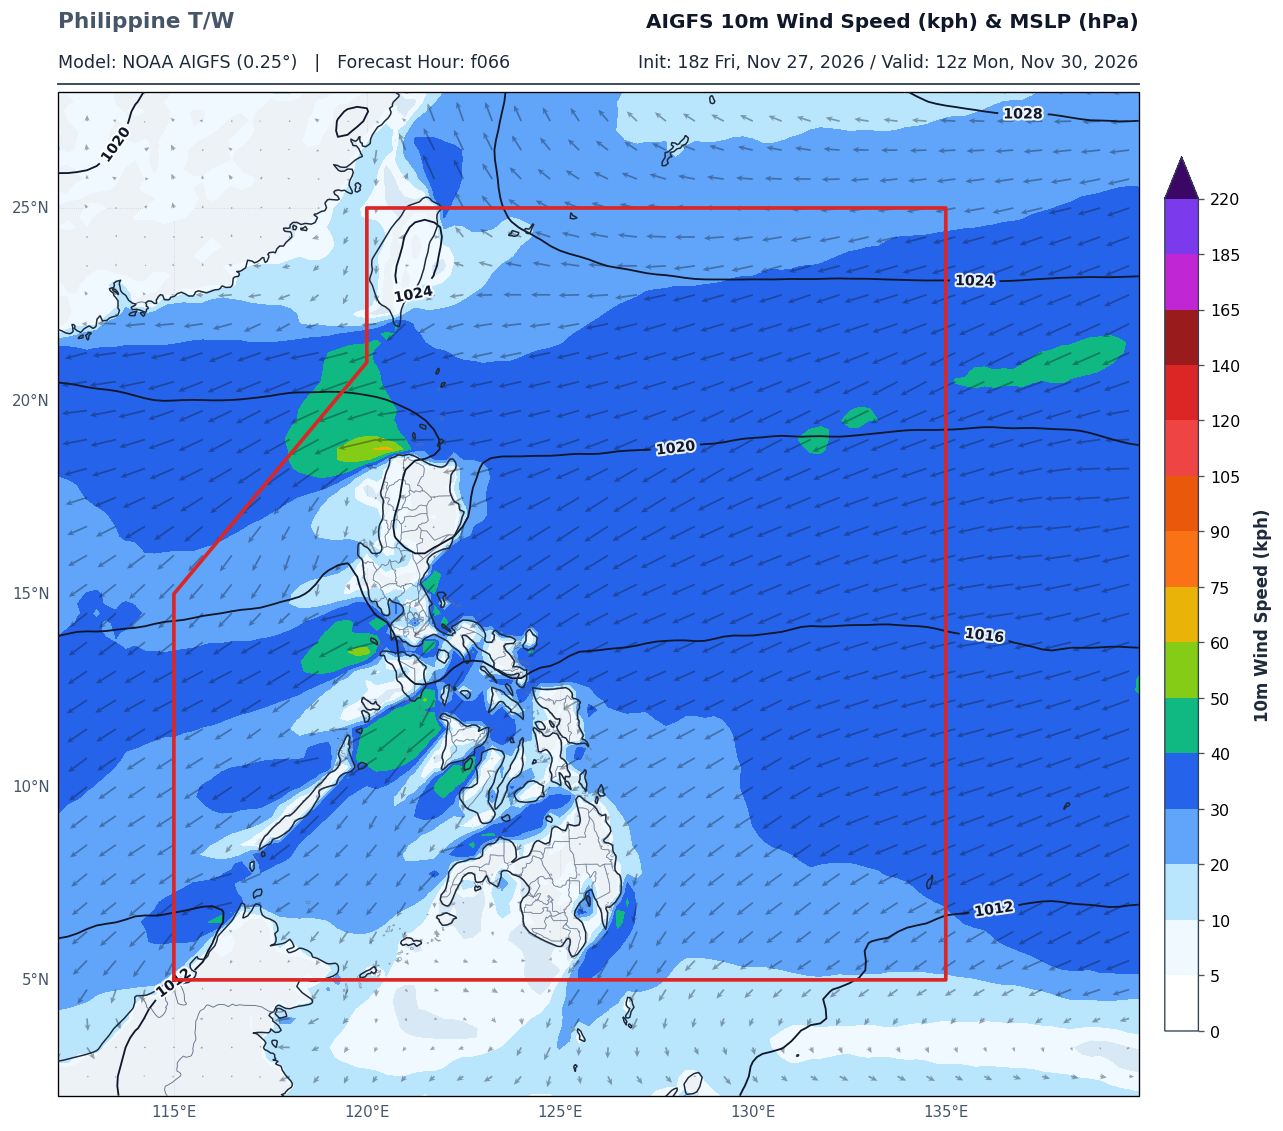 Philippine T/W
AIGFS 10m Wind Speed (kph) & MSLP (hPa)
Model: NOAA AIGFS (0.25°) | Forecast Hour: f066
Init: 18z Fri, Nov 27, 2026 / Valid: 12z Mon, Nov 30, 2026
1020
1028
1024
1024
1020
1016
1012
1012
25°N
20°N
15°N
10°N
5°N
115°E
120°E
125°E
130°E
135°E
220
185
165
140
120
105
90
75
60
50
40
30
20
10
5
0
10m Wind Speed (kph)